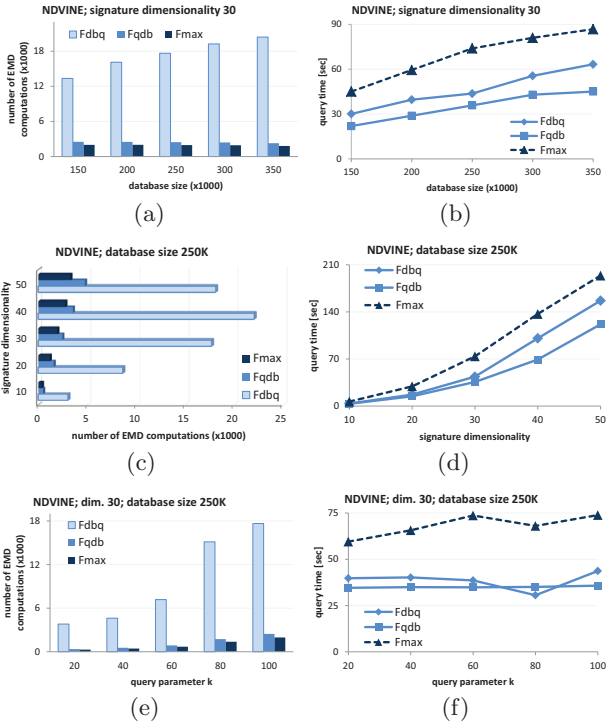 NDVINE; signature dimensionality 30
Fdbq Fqdb Fmax
number of EMD
computations (x1000)
18
12
6
0
150 200 250 300 350
database size (x1000)
(a)
NDVINE; signature dimensionality 30
query time [sec]
90
60
30
0
Fdbq
Fqdb
Fmax
150 200 250 300 350
database size (x1000)
(b)
NDVINE; database size 250K
signature dimensionality
50
40
30
20
10
Fmax
Fqdb
Fdbq
0 5 10 15 20 25
number of EMD computations (x1000)
(c)
NDVINE; database size 250K
query time [sec]
210
140
70
0
Fdbq
Fqdb
Fmax
10 20 30 40 50
signature dimensionality
(d)
NDVINE; dim. 30; database size 250K
number of EMD
computations (x1000)
18
12
6
0
Fdbq
Fqdb
Fmax
20 40 60 80 100
query parameter k
(e)
NDVINE; dim. 30; database size 250K
query time [sec]
75
50
25
0
Fdbq
Fqdb
Fmax
20 40 60 80 100
query parameter k
(f)